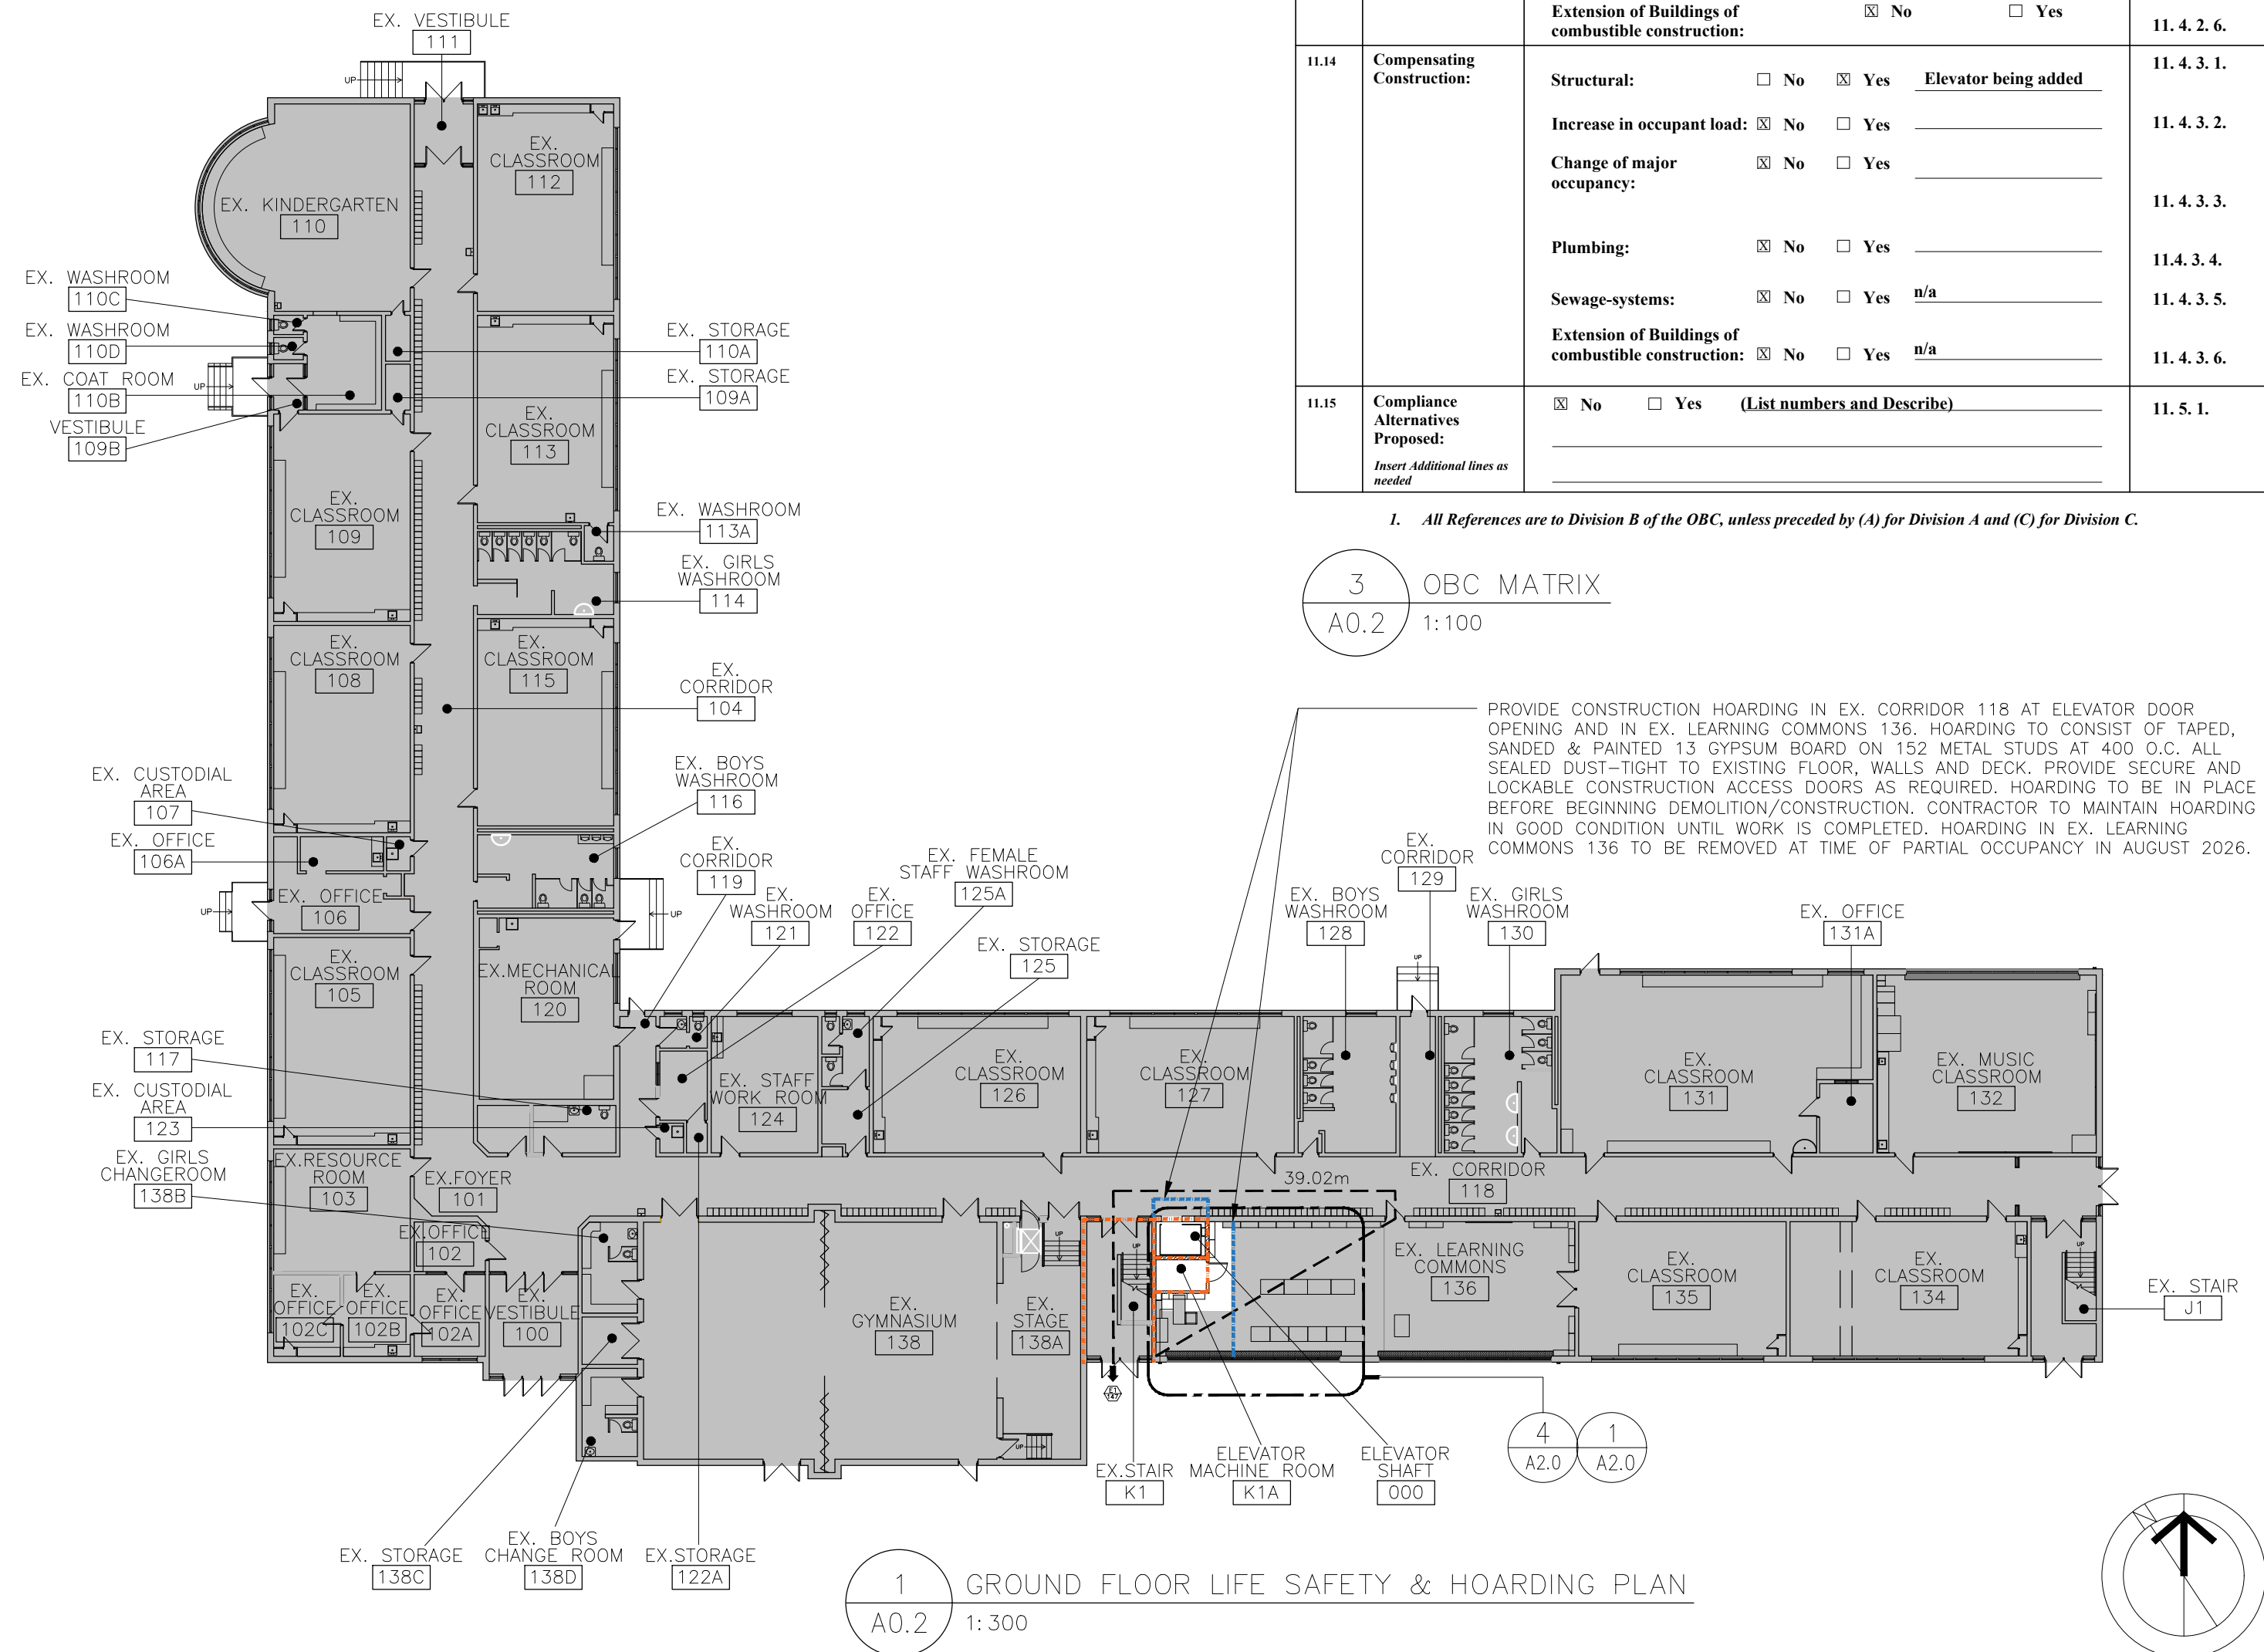 EX. VESTIBULE
111
UP
EX.
CLASSROOM
112
EX. KINDERGARTEN
110
EX. WASHROOM
110C
EX. WASHROOM
110D
EX. COAT ROOM
110B
UP
VESTIBULE
109B
EX. STORAGE
110A
EX. STORAGE
109A
EX.
CLASSROOM
113
EX.
CLASSROOM
109
EX. WASHROOM
113A
EX. GIRLS
WASHROOM
114
EX.
CLASSROOM
108
EX.
CLASSROOM
115
EX.
CORRIDOR
104
EX. CUSTODIAL
AREA
107
EX. OFFICE
106A
EX. BOYS
WASHROOM
116
EX. OFFICE
106
UP
UP
EX.
CORRIDOR
119
EX.
WASHROOM
121
EX.
OFFICE
122
EX. FEMALE
STAFF WASHROOM
125A
EX. STORAGE
125
EX.
CLASSROOM
105
EX.MECHANICAL
ROOM
120
EX. STORAGE
117
EX. CUSTODIAL
AREA
123
EX. GIRLS
CHANGEROOM
138B
EX. STAFF
WORK ROOM
124
EX.
CLASSROOM
126
EX.
CLASSROOM
127
EX. BOYS
WASHROOM
128
EX.
CORRIDOR
129
UP
EX. GIRLS
WASHROOM
130
EX. OFFICE
131A
EX.
CLASSROOM
131
EX. MUSIC
CLASSROOM
132
EX.RESOURCE
ROOM
103
EX.FOYER
101
EX.OFFICE
102
EX.
OFFICE
102C
EX.
OFFICE
102B
EX.
OFFICE
102A
EX.
VESTIBULE
100
EX.
GYMNASIUM
138
EX.
STAGE
138A
UP
UP
UP
39.02m
EX. CORRIDOR
118
EX. LEARNING
COMMONS
136
EX.
CLASSROOM
135
EX.
CLASSROOM
134
UP
EX. STAIR
J1
E1
147
EX.STAIR
K1
ELEVATOR
MACHINE ROOM
K1A
ELEVATOR
SHAFT
000
4
A2.0
1
A2.0
EX. STORAGE
138C
EX. BOYS
CHANGE ROOM
138D
EX.STORAGE
122A
1
A0.2
GROUND FLOOR LIFE SAFETY & HOARDING PLAN
1:300
N
Extension of Buildings of
combustible construction: ☒ No ☐ Yes 11. 4. 2. 6.
11.14 Compensating
Construction:
Structural: ☐ No ☒ Yes Elevator being added 11. 4. 3. 1.
Increase in occupant load: ☒ No ☐ Yes 11. 4. 3. 2.
Change of major
occupancy: ☒ No ☐ Yes 11. 4. 3. 3.
Plumbing: ☒ No ☐ Yes 11.4. 3. 4.
Sewage-systems: ☒ No ☐ Yes n/a 11. 4. 3. 5.
Extension of Buildings of
combustible construction: ☒ No ☐ Yes n/a 11. 4. 3. 6.
11.15 Compliance
Alternatives
Proposed:
Insert Additional lines as
needed
☒ No ☐ Yes (List numbers and Describe) 11. 5. 1.
1. All References are to Division B of the OBC, unless preceded by (A) for Division A and (C) for Division C.
3
A0.2
OBC MATRIX
1:100
PROVIDE CONSTRUCTION HOARDING IN EX. CORRIDOR 118 AT ELEVATOR DOOR
OPENING AND IN EX. LEARNING COMMONS 136. HOARDING TO CONSIST OF TAPED,
SANDED & PAINTED 13 GYPSUM BOARD ON 152 METAL STUDS AT 400 O.C. ALL
SEALED DUST-TIGHT TO EXISTING FLOOR, WALLS AND DECK. PROVIDE SECURE AND
LOCKABLE CONSTRUCTION ACCESS DOORS AS REQUIRED. HOARDING TO BE IN PLACE
BEFORE BEGINNING DEMOLITION/CONSTRUCTION. CONTRACTOR TO MAINTAIN HOARDING
IN GOOD CONDITION UNTIL WORK IS COMPLETED. HOARDING IN EX. LEARNING
COMMONS 136 TO BE REMOVED AT TIME OF PARTIAL OCCUPANCY IN AUGUST 2026.